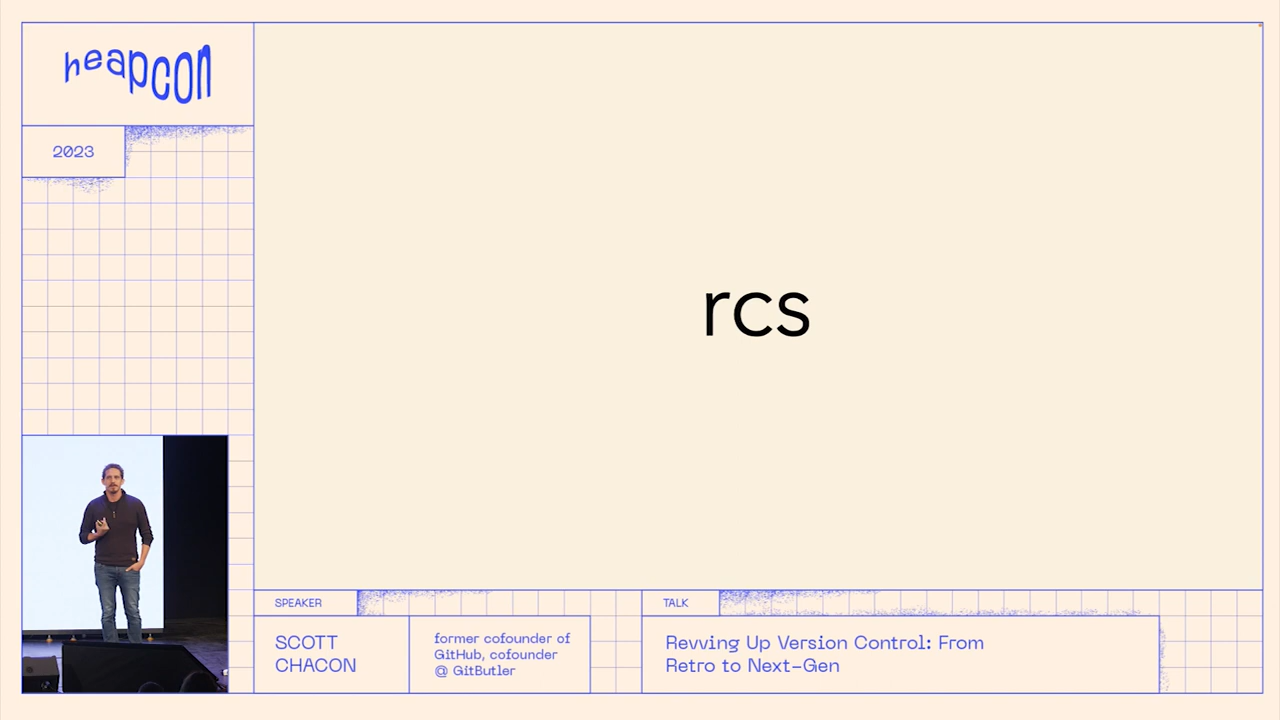 heapcon
2023
rcs
SPEAKER
SCOTT
CHACON
former cofounder of
GitHub, cofounder
@ GitButler
TALK
Revving Up Version Control: From
Retro to Next-Gen